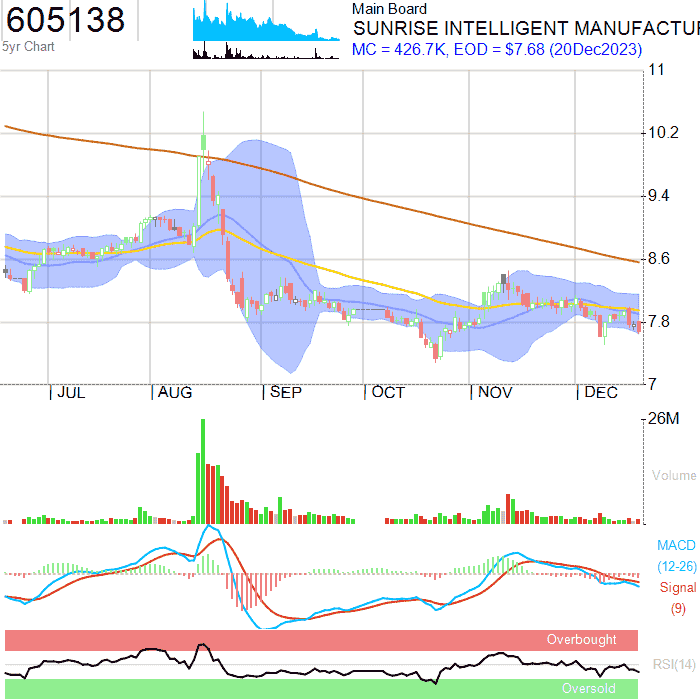 605138
5yr Chart
Main Board
SUNRISE INTELLIGENT MANUFACTU
MC = 426.7K, EOD = $7.68 (20Dec2023)
11
10.2
9.4
8.6
7.8
7
JUL AUG SEP OCT NOV DEC
26M
Volume
MACD
(12-26)
Signal
(9)
Overbought
RSI(14)
Oversold